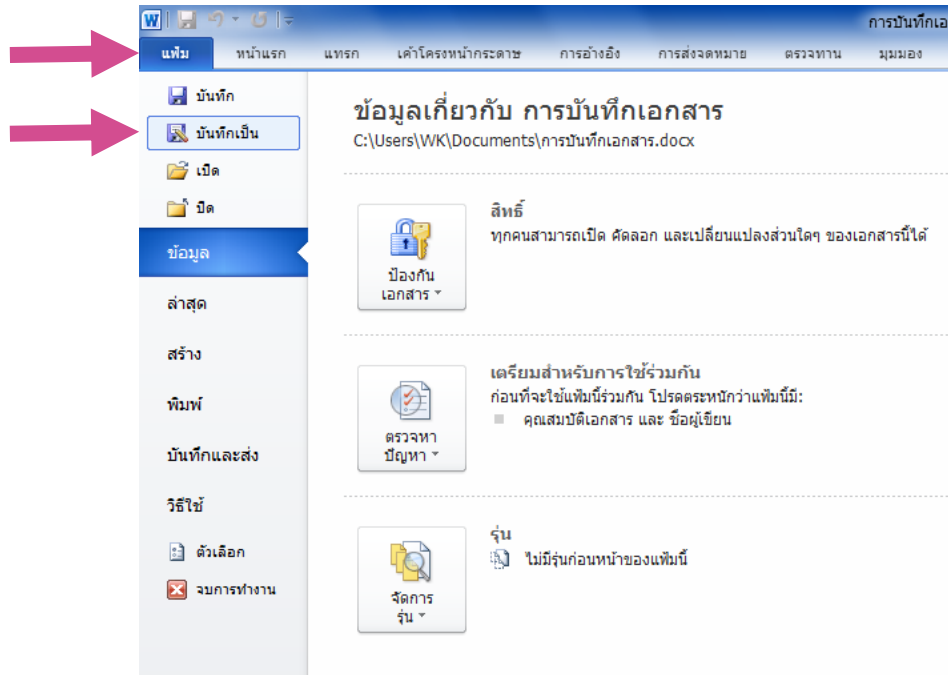 การบันทึกเอ
แฟ้ม หน้าแรก แทรก เค้าโครงหน้ากระดาษ การอ้างอิง การส่งจดหมาย ตรวจทาน มุมมอง
บันทึก
บันทึกเป็น
เปิด
ปิด
ข้อมูล
ล่าสุด
สร้าง
พิมพ์
บันทึกและส่ง
วิธีใช้
ตัวเลือก
จบการทำงาน
ข้อมูลเกี่ยวกับ การบันทึกเอกสาร
C:\Users\WK\Documents\การบันทึกเอกสาร.docx
ป้องกัน
เอกสาร
สิทธิ์
ทุกคนสามารถเปิด คัดลอก และเปลี่ยนแปลงส่วนใดๆ ของเอกสารนี้ได้
ตรวจหา
ปัญหา
เตรียมสำหรับการใช้ร่วมกัน
ก่อนที่จะใช้แฟ้มนี้ร่วมกัน โปรดตระหนักว่าแฟ้มนี้มี:
คุณสมบัติเอกสาร และ ชื่อผู้เขียน
จัดการ
รุ่น
รุ่น
ไม่มีรุ่นก่อนหน้าของแฟ้มนี้